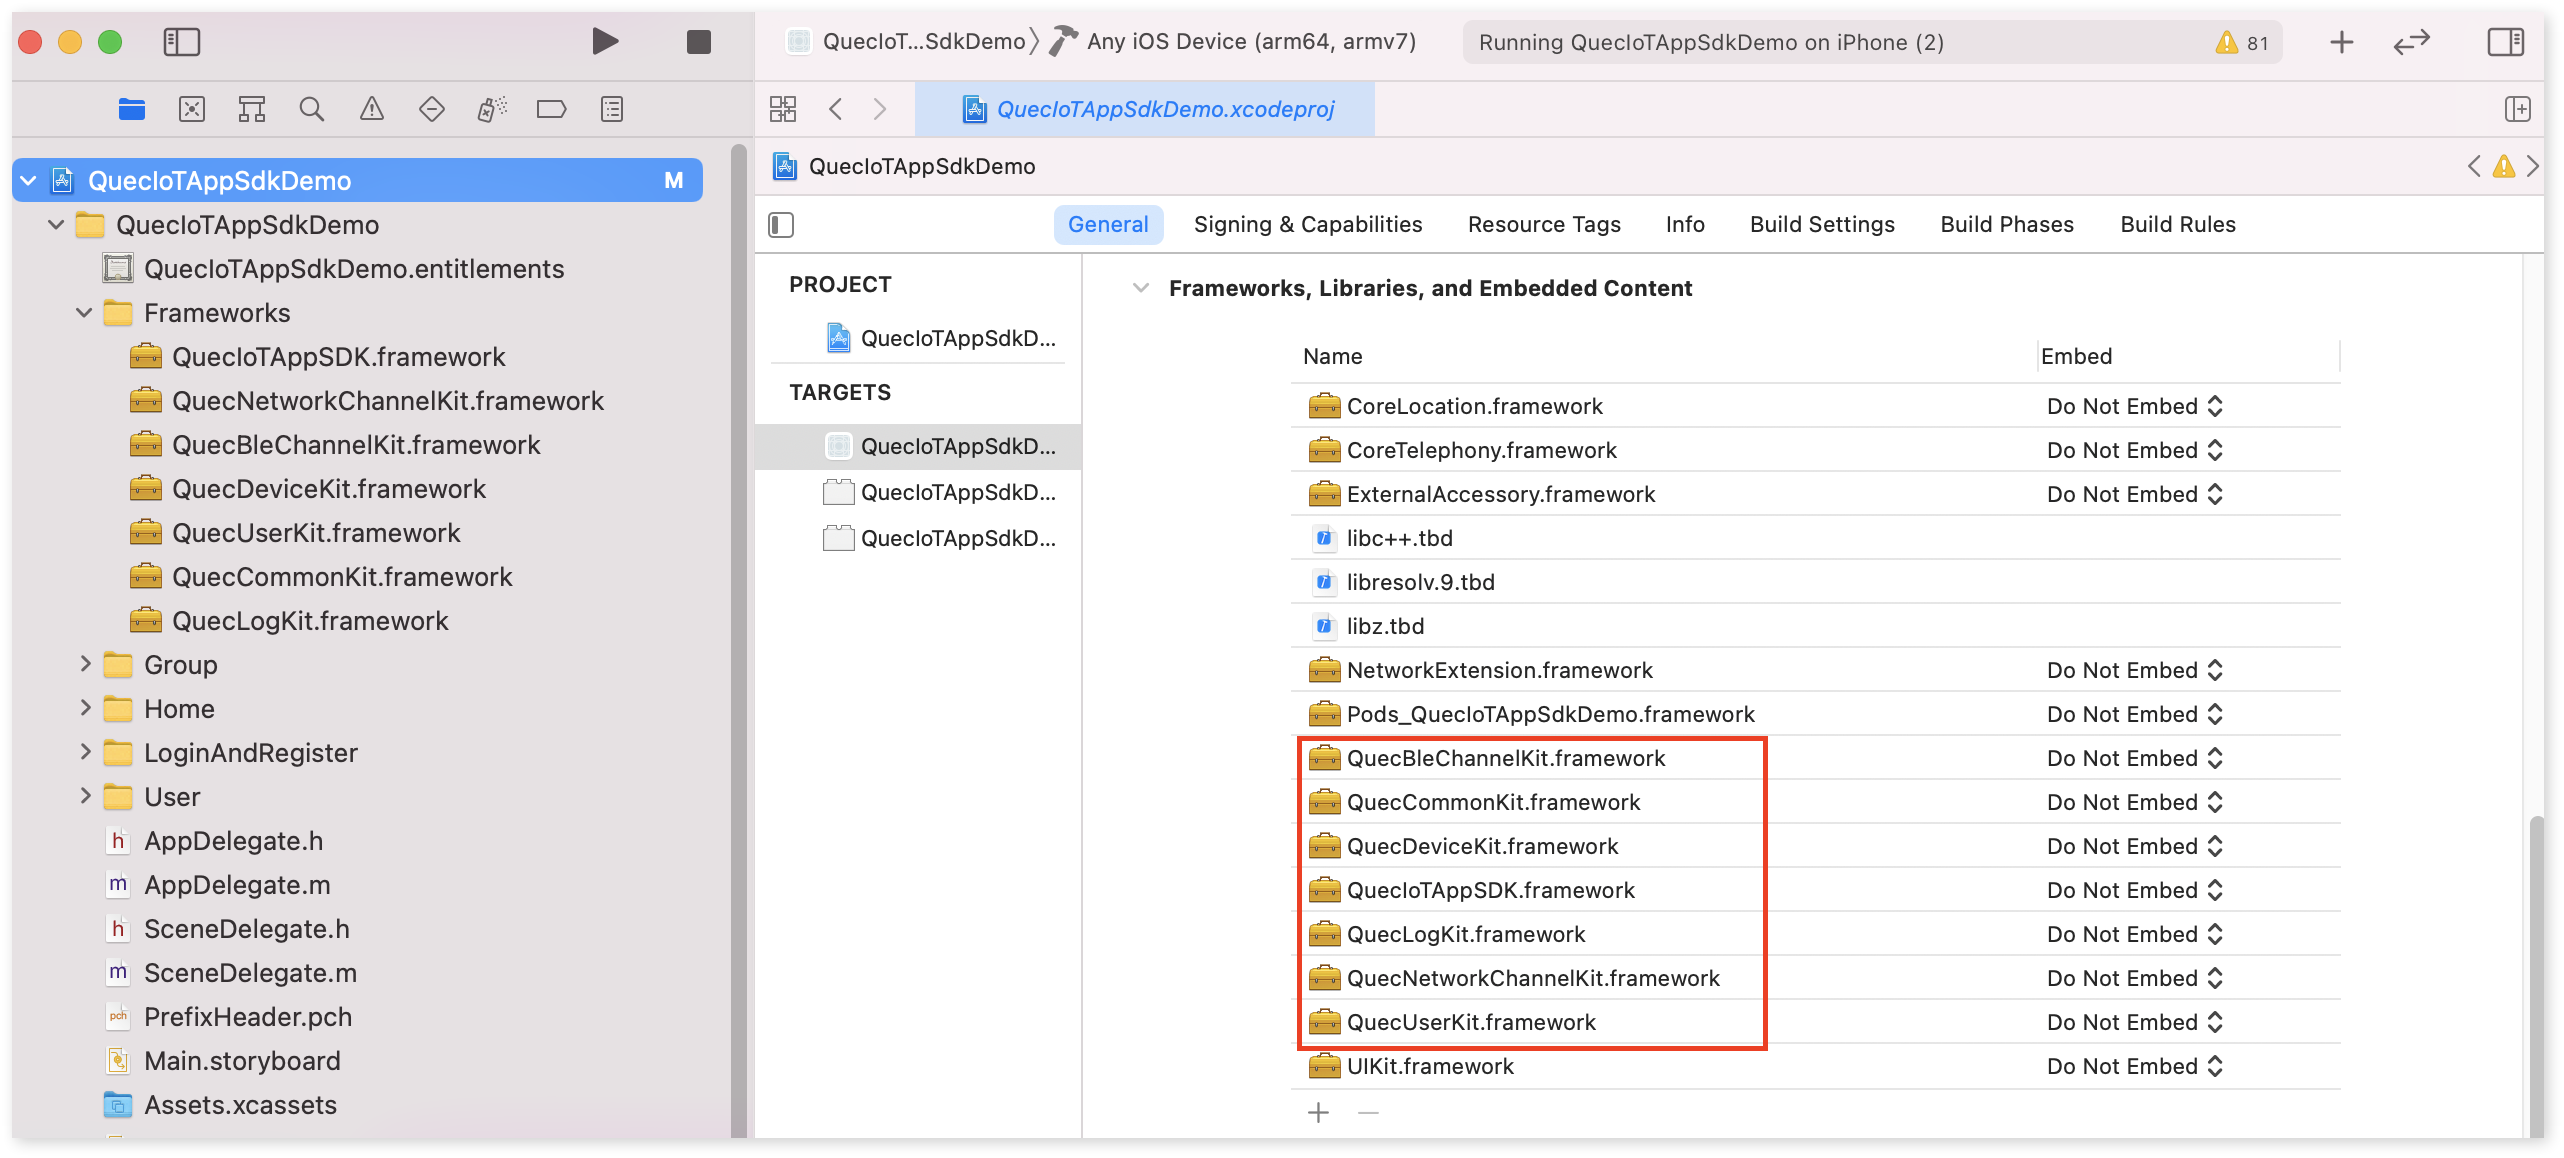 QuecIoT...SdkDemo
Any iOS Device (arm64, armv7)
Running QuecIoTAppSdkDemo on iPhone (2)
81
QuecIoTAppSdkDemo.xcodeproj
QuecIoTAppSdkDemo
M
QuecIoTAppSdkDemo
QuecIoTAppSdkDemo.entitlements
Frameworks
QuecIoTAppSDK.framework
QuecNetworkChannelKit.framework
QuecBleChannelKit.framework
QuecDeviceKit.framework
QuecUserKit.framework
QuecCommonKit.framework
QuecLogKit.framework
Group
Home
LoginAndRegister
User
h AppDelegate.h
m AppDelegate.m
h SceneDelegate.h
m SceneDelegate.m
pch PrefixHeader.pch
Main.storyboard
Assets.xcassets
QuecIoTAppSdkDemo
General Signing & Capabilities Resource Tags Info Build Settings Build Phases Build Rules
PROJECT
QuecIoTAppSdkD...
TARGETS
QuecIoTAppSdkD...
QuecIoTAppSdkD...
QuecIoTAppSdkD...
Frameworks, Libraries, and Embedded Content
Name Embed
CoreLocation.framework Do Not Embed
CoreTelephony.framework Do Not Embed
ExternalAccessory.framework Do Not Embed
libc++.tbd
libresolv.9.tbd
libz.tbd
NetworkExtension.framework Do Not Embed
Pods_QuecIoTAppSdkDemo.framework Do Not Embed
QuecBleChannelKit.framework Do Not Embed
QuecCommonKit.framework Do Not Embed
QuecDeviceKit.framework Do Not Embed
QuecIoTAppSDK.framework Do Not Embed
QuecLogKit.framework Do Not Embed
QuecNetworkChannelKit.framework Do Not Embed
QuecUserKit.framework Do Not Embed
UIKit.framework Do Not Embed